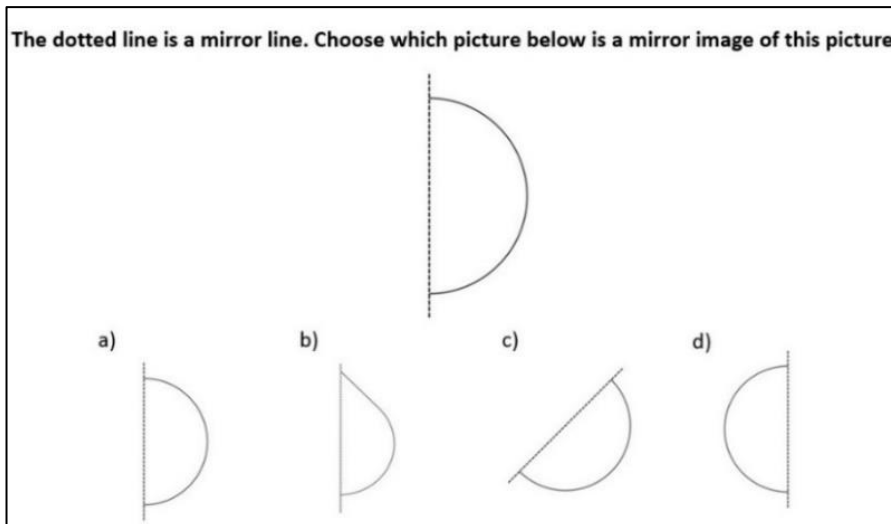 The dotted line is a mirror line. Choose which picture below is a mirror image of this picture
a) b) c) d)